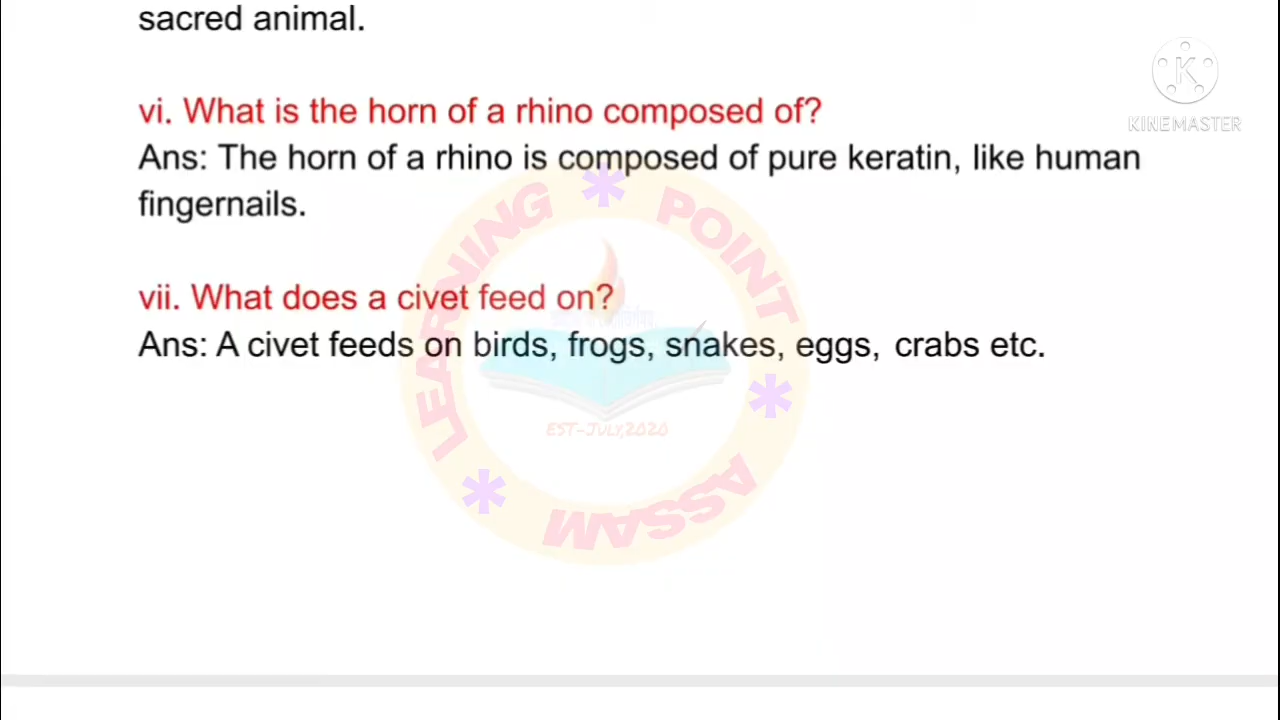 sacred animal.
vi. What is the horn of a rhino composed of?
Ans: The horn of a rhino is composed of pure keratin, like human
fingernails.
vii. What does a civet feed on?
Ans: A civet feeds on birds, frogs, snakes, eggs, crabs etc.
K
KINEMASTER
LEARNING * POINT * ASSAM *
EST-JULY,2020